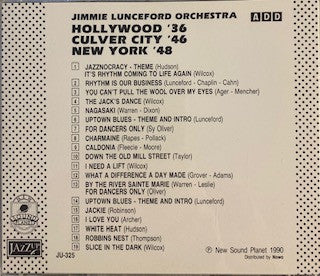 JIMMIE LUNCEFORD ORCHESTRA
ADD
HOLLYWOOD '36
CULVER CITY '46
NEW YORK '48
1 JAZZNOCRACY - THEME (Hudson)
IT'S RHYTHM COMING TO LIFE AGAIN (Wilcox)
2 RHYTHM IS OUR BUSINESS (Lunceford - Chaplin - Cahn)
3 YOU CAN'T PULL THE WOOL OVER MY EYES (Ager - Mencher)
4 THE JACK'S DANCE (Wilcox)
5 NAGASAKI (Warren - Dixon)
6 UPTOWN BLUES - THEME AND INTRO (Lunceford)
7 FOR DANCERS ONLY (Sy Oliver)
8 CHARMAINE (Rapes - Pollack)
9 CALDONIA (Fleecie - Moore)
10 DOWN THE OLD MILL STREET (Taylor)
11 I NEED A LIFT (Wilcox)
12 WHAT A DIFFERENCE A DAY MADE (Grover - Adams)
13 BY THE RIVER SAINTE MARIE (Warren - Leslie)
FOR DANCERS ONLY (Oliver)
14 UPTOWN BLUES - THEME AND INTRO (Lunceford)
15 JACKIE (Robinson)
16 I LOVE YOU (Archer)
17 WHITE HEAT (Hudson)
18 ROBBINS NEST (Thompson)
19 SLICE IN THE DARK (Wilcox)
JAZZ UP
JU-325
℗ New Sound Planet 1990
Distributed by Nowo